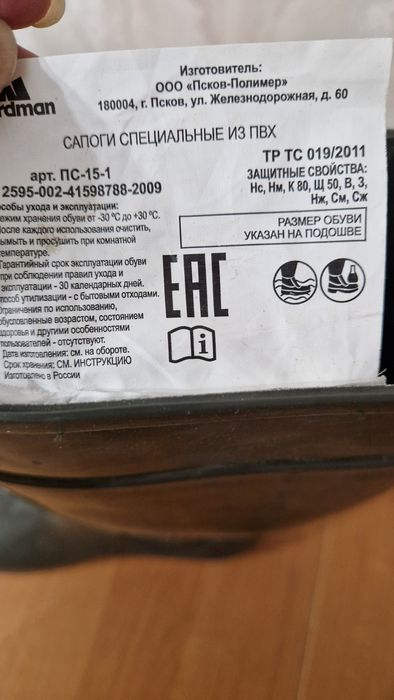 Изготовитель:
ООО «Псков-Полимер»
180004, г. Псков, ул. Железнодорожная, д. 60
rdman
САПОГИ СПЕЦИАЛЬНЫЕ ИЗ ПВХ
арт. ПС-15-1
2595-002-41598788-2009
ТР ТС 019/2011
ЗАЩИТНЫЕ СВОЙСТВА:
Нс, Нм, К 80, Щ 50, В, З,
Нж, См, Сж
РАЗМЕР ОБУВИ
УКАЗАН НА ПОДОШВЕ
особы ухода и эксплуатации:
ежим хранения обуви от -30 °С до +30 °С.
После каждого использования очистить,
вымыть и просушить при комнатной
температуре.
Гарантийный срок эксплуатации обуви
при соблюдении правил ухода и
эксплуатации - 30 календарных дней.
пособ утилизации - с бытовыми отходами.
Ограничения по использованию,
обусловленные возрастом, состоянием
здоровья и другими особенностями
пользователей - отсутствуют.
Дата изготовления: см. на обороте.
Срок хранения: СМ. ИНСТРУКЦИЮ
Изготовлено в России
ЕАС
i